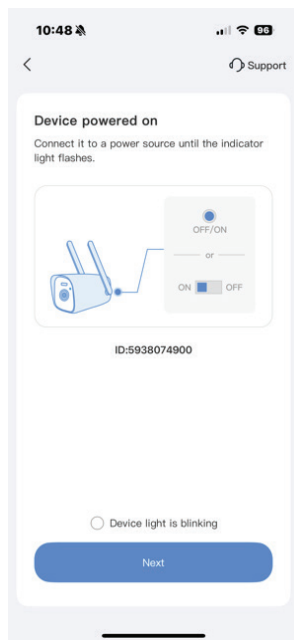 10:48
96
Support
Device powered on
Connect it to a power source until the indicator
light flashes.
OFF/ON
or
ON OFF
ID:5938074900
Device light is blinking
Next